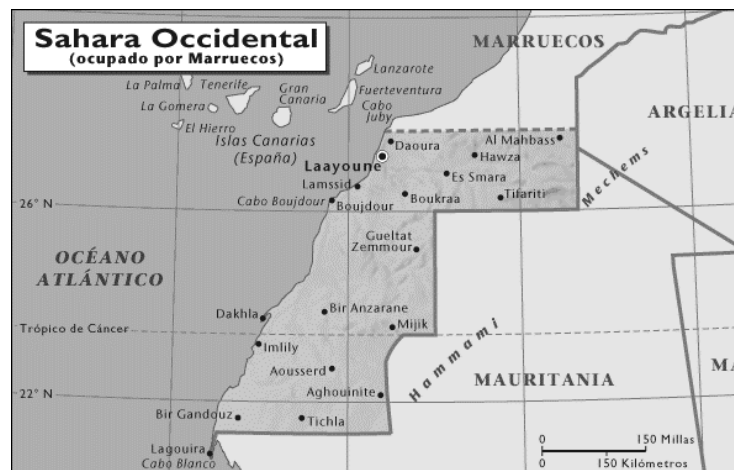 Sahara Occidental
(ocupado por Marruecos)
MARRUECOS
ARGELIA
La Palma
Tenerife
Gran
Canaria
Lanzarote
Fuerteventura
La Gomera
El Hierro
Islas Canarias
(España)
Cabo
Juby
Daoura
Al Mahbass
Hawza
Laayoune
Lamssid
Es Smara
Mechems
Cabo Boujdour
Boujdour
Boukraa
Tifariti
26° N
Gueltat
Zemmour
OCÉANO
ATLÁNTICO
Dakhla
Bir Anzarane
Mijik
Trópico de Cáncer
Imlily
Aousserd
Hammami
MAURITANIA
MA
Aghouinite
22° N
Bir Gandouz
Tichla
Lagouira
Cabo Blanco
0 150 Millas
0 150 Kilómetros